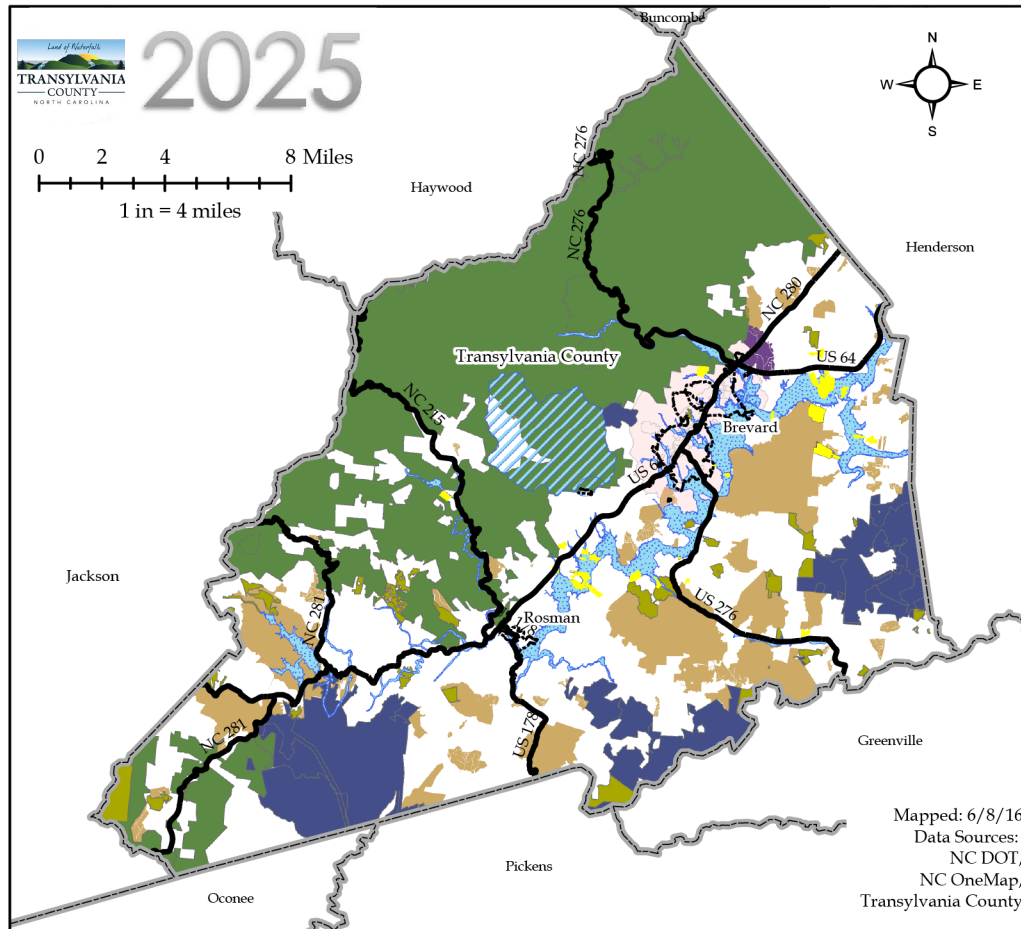 Buncombe
Land of Waterfalls
TRANSYLVANIA
COUNTY
NORTH CAROLINA
2025
N
W E
S
0 2 4 8 Miles
1 in = 4 miles
NC 276
Haywood
NC 276
Henderson
NC 280
Transylvania County
US 64
NC 215
Brevard
US 6
Jackson
NC 281
US 276
Rosman
178
NC 281
US 178
Greenville
Mapped: 6/8/16
Data Sources:
NC DOT,
NC OneMap,
Transylvania County
Pickens
Oconee